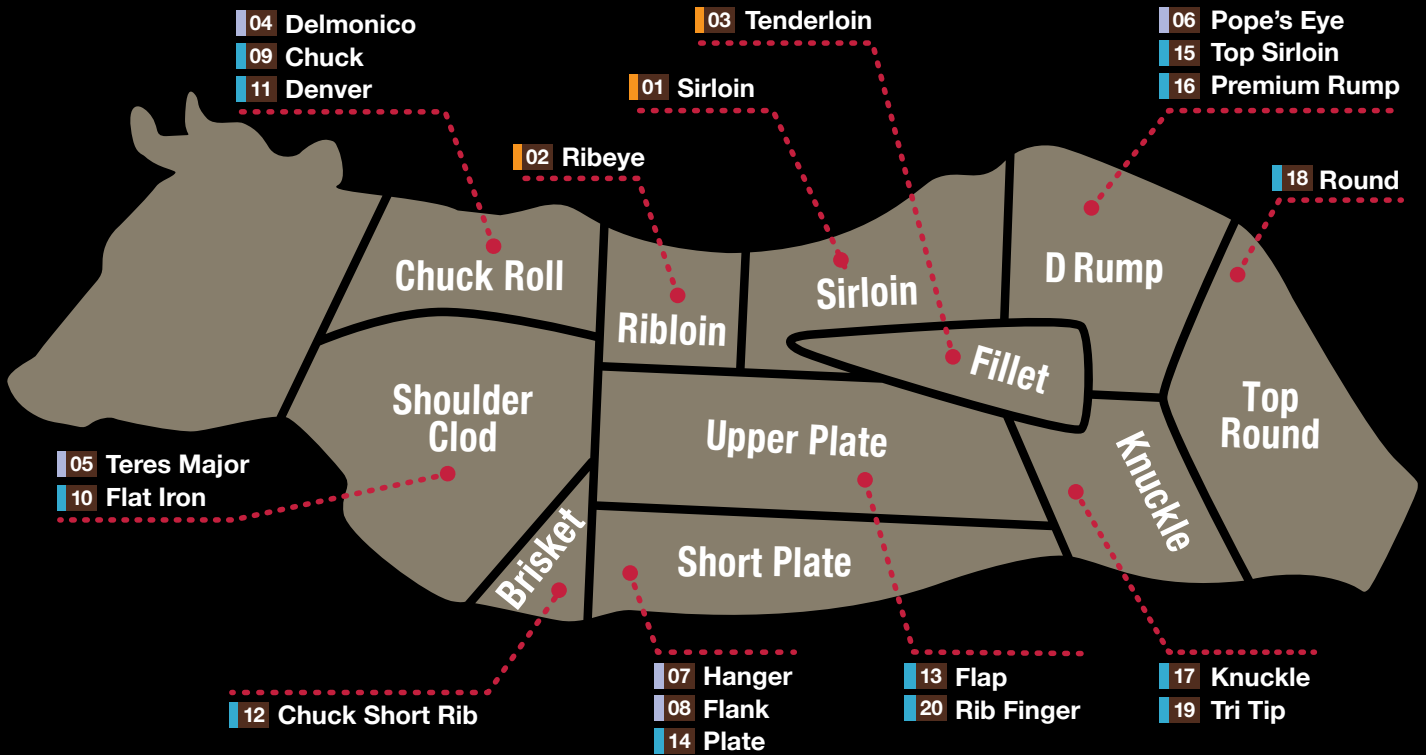 04 Delmonico
09 Chuck
11 Denver
03 Tenderloin
01 Sirloin
02 Ribeye
06 Pope's Eye
15 Top Sirloin
16 Premium Rump
18 Round
Chuck Roll
Ribloin
Sirloin
D Rump
Fillet
Shoulder
Clod
Upper Plate
Top
Round
Knuckle
Brisket
Short Plate
05 Teres Major
10 Flat Iron
12 Chuck Short Rib
07 Hanger
08 Flank
14 Plate
13 Flap
20 Rib Finger
17 Knuckle
19 Tri Tip